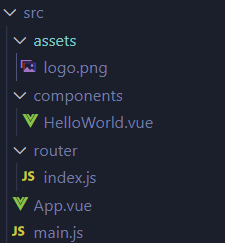 src
assets
logo.png
components
HelloWorld.vue
router
JS index.js
App.vue
JS main.js